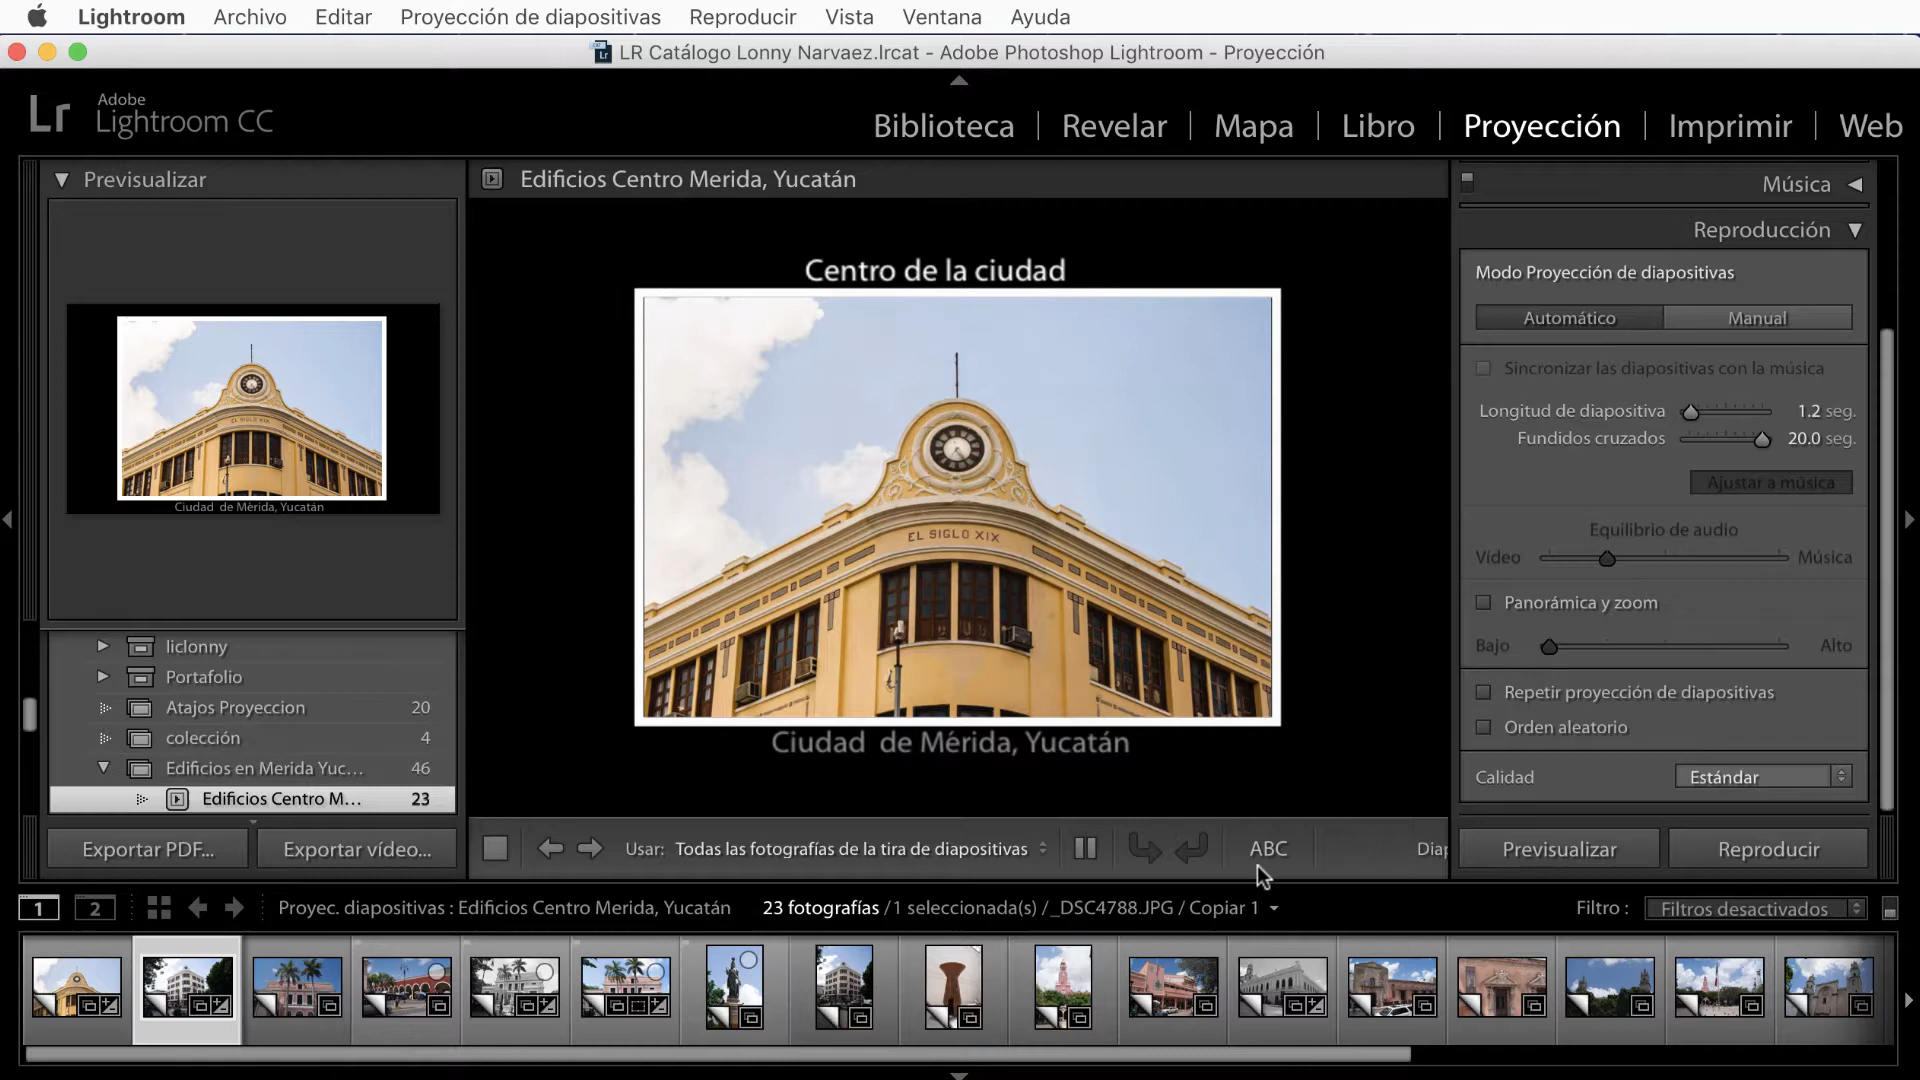 Lightroom Archivo Editar Proyección de diapositivas Reproducir Vista Ventana Ayuda
LR Catálogo Lonny Narvaez.lrcat - Adobe Photoshop Lightroom - Proyección
Lr Adobe
Lightroom CC
Biblioteca | Revelar | Mapa | Libro | Proyección | Imprimir | Web
Previsualizar
Edificios Centro Merida, Yucatán
Música
Reproducción
Centro de la ciudad
Modo Proyección de diapositivas
Automático Manual
Sincronizar las diapositivas con la música
Longitud de diapositiva 1.2 seg.
Fundidos cruzados 20.0 seg.
Ajustar a música
EL SIGLO XIX
Ciudad de Mérida, Yucatán
Equilibrio de audio
Vídeo Música
Panorámica y zoom
Bajo Alto
liclonny
Portafolio
Atajos Proyeccion 20
colección 4
Edificios en Merida Yuc... 46
Edificios Centro M... 23
Ciudad de Mérida, Yucatán
Repetir proyección de diapositivas
Orden aleatorio
Calidad Estándar
Exportar PDF... Exportar vídeo...
Usar: Todas las fotografías de la tira de diapositivas ABC Diap
Previsualizar Reproducir
1 2 Proyec. diapositivas : Edificios Centro Merida, Yucatán 23 fotografías /1 seleccionada(s) /_DSC4788.JPG / Copiar 1
Filtro : Filtros desactivados